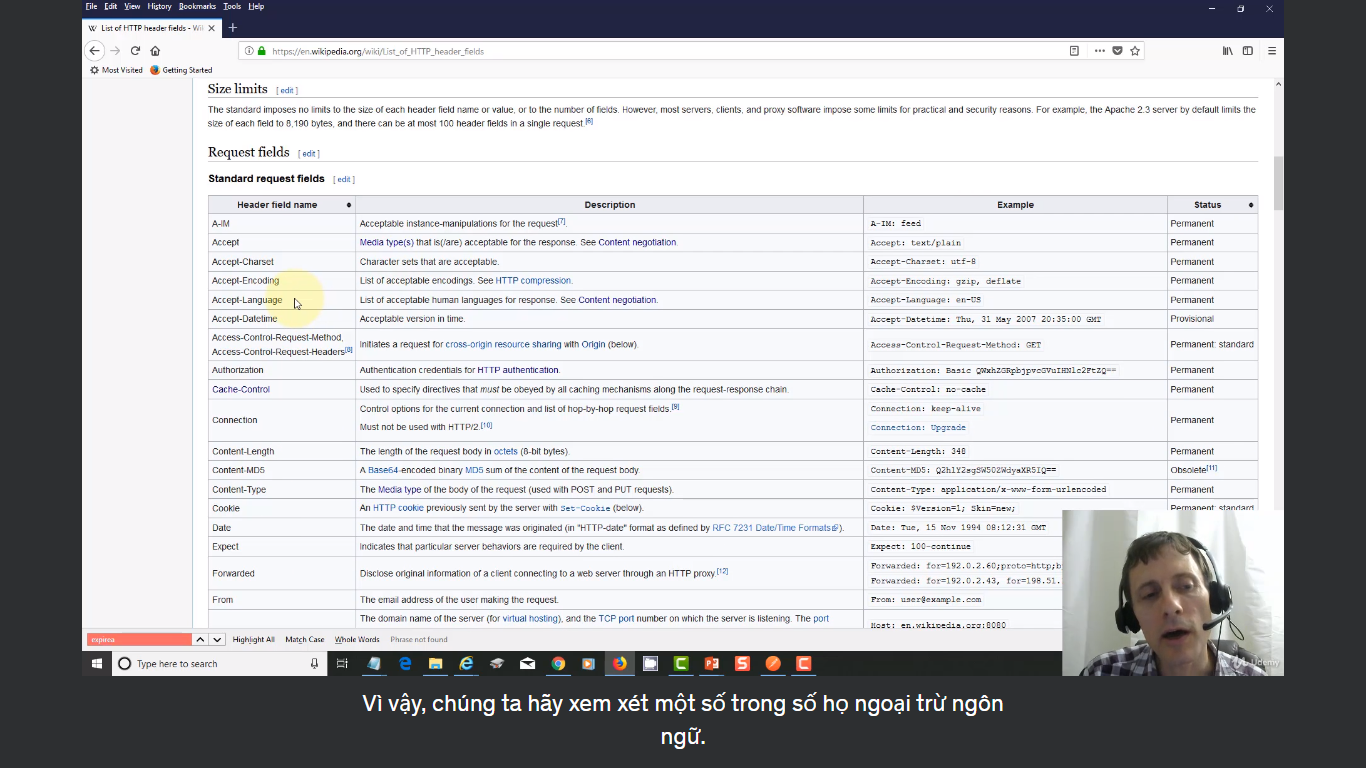 File Edit View History Bookmarks Tools Help
List of HTTP header fields - Wi
https://en.wikipedia.org/wiki/List_of_HTTP_header_fields
Most Visited Getting Started
Size limits [ edit ]
The standard imposes no limits to the size of each header field name or value, or to the number of fields. However, most servers, clients, and proxy software impose some limits for practical and security reasons. For example, the Apache 2.3 server by default limits the
size of each field to 8,190 bytes, and there can be at most 100 header fields in a single request.[6]
Request fields [ edit ]
Standard request fields [ edit ]
Header field name Description Example Status
A-IM Acceptable instance-manipulations for the request[7]. A-IM: feed Permanent
Accept Media type(s) that is(/are) acceptable for the response. See Content negotiation. Accept: text/plain Permanent
Accept-Charset Character sets that are acceptable. Accept-Charset: utf-8 Permanent
Accept-Encoding List of acceptable encodings. See HTTP compression. Accept-Encoding: gzip, deflate Permanent
Accept-Language List of acceptable human languages for response. See Content negotiation. Accept-Language: en-US Permanent
Accept-Datetime Acceptable version in time. Accept-Datetime: Thu, 31 May 2007 20:35:00 GMT Provisional
Access-Control-Request-Method,
Access-Control-Request-Headers[8] Initiates a request for cross-origin resource sharing with Origin (below). Access-Control-Request-Method: GET Permanent: standard
Authorization Authentication credentials for HTTP authentication. Authorization: Basic QWxhZGRpbjpvcGVuIHNlc2FtZQ== Permanent
Cache-Control Used to specify directives that must be obeyed by all caching mechanisms along the request-response chain. Cache-Control: no-cache Permanent
Connection Control options for the current connection and list of hop-by-hop request fields.[9] Connection: keep-alive Permanent
Must not be used with HTTP/2.[10] Connection: Upgrade
Content-Length The length of the request body in octets (8-bit bytes). Content-Length: 348 Permanent
Content-MD5 A Base64-encoded binary MD5 sum of the content of the request body. Content-MD5: Q2hlY2sgSW50ZWdyaXR5IQ== Obsolete[11]
Content-Type The Media type of the body of the request (used with POST and PUT requests). Content-Type: application/x-www-form-urlencoded Permanent
Cookie An HTTP cookie previously sent by the server with Set-Cookie (below). Cookie: $Version=1; Skin=new; Permanent: standard
Date The date and time that the message was originated (in "HTTP-date" format as defined by RFC 7231 Date/Time Formats). Date: Tue, 15 Nov 1994 08:12:31 GMT
Expect Indicates that particular server behaviors are required by the client. Expect: 100-continue
Forwarded Disclose original information of a client connecting to a web server through an HTTP proxy.[12] Forwarded: for=192.0.2.60;proto=http;b
Forwarded: for=192.0.2.43, for=198.51.
From The email address of the user making the request. From: user@example.com
The domain name of the server (for virtual hosting), and the TCP port number on which the server is listening. The port
Host: en.wikipedia.org:8080
expirea Highlight All Match Case Whole Words Phrase not found
Type here to search
Udemy
Vì vậy, chúng ta hãy xem xét một số trong số họ ngoại trừ ngôn
ngữ.